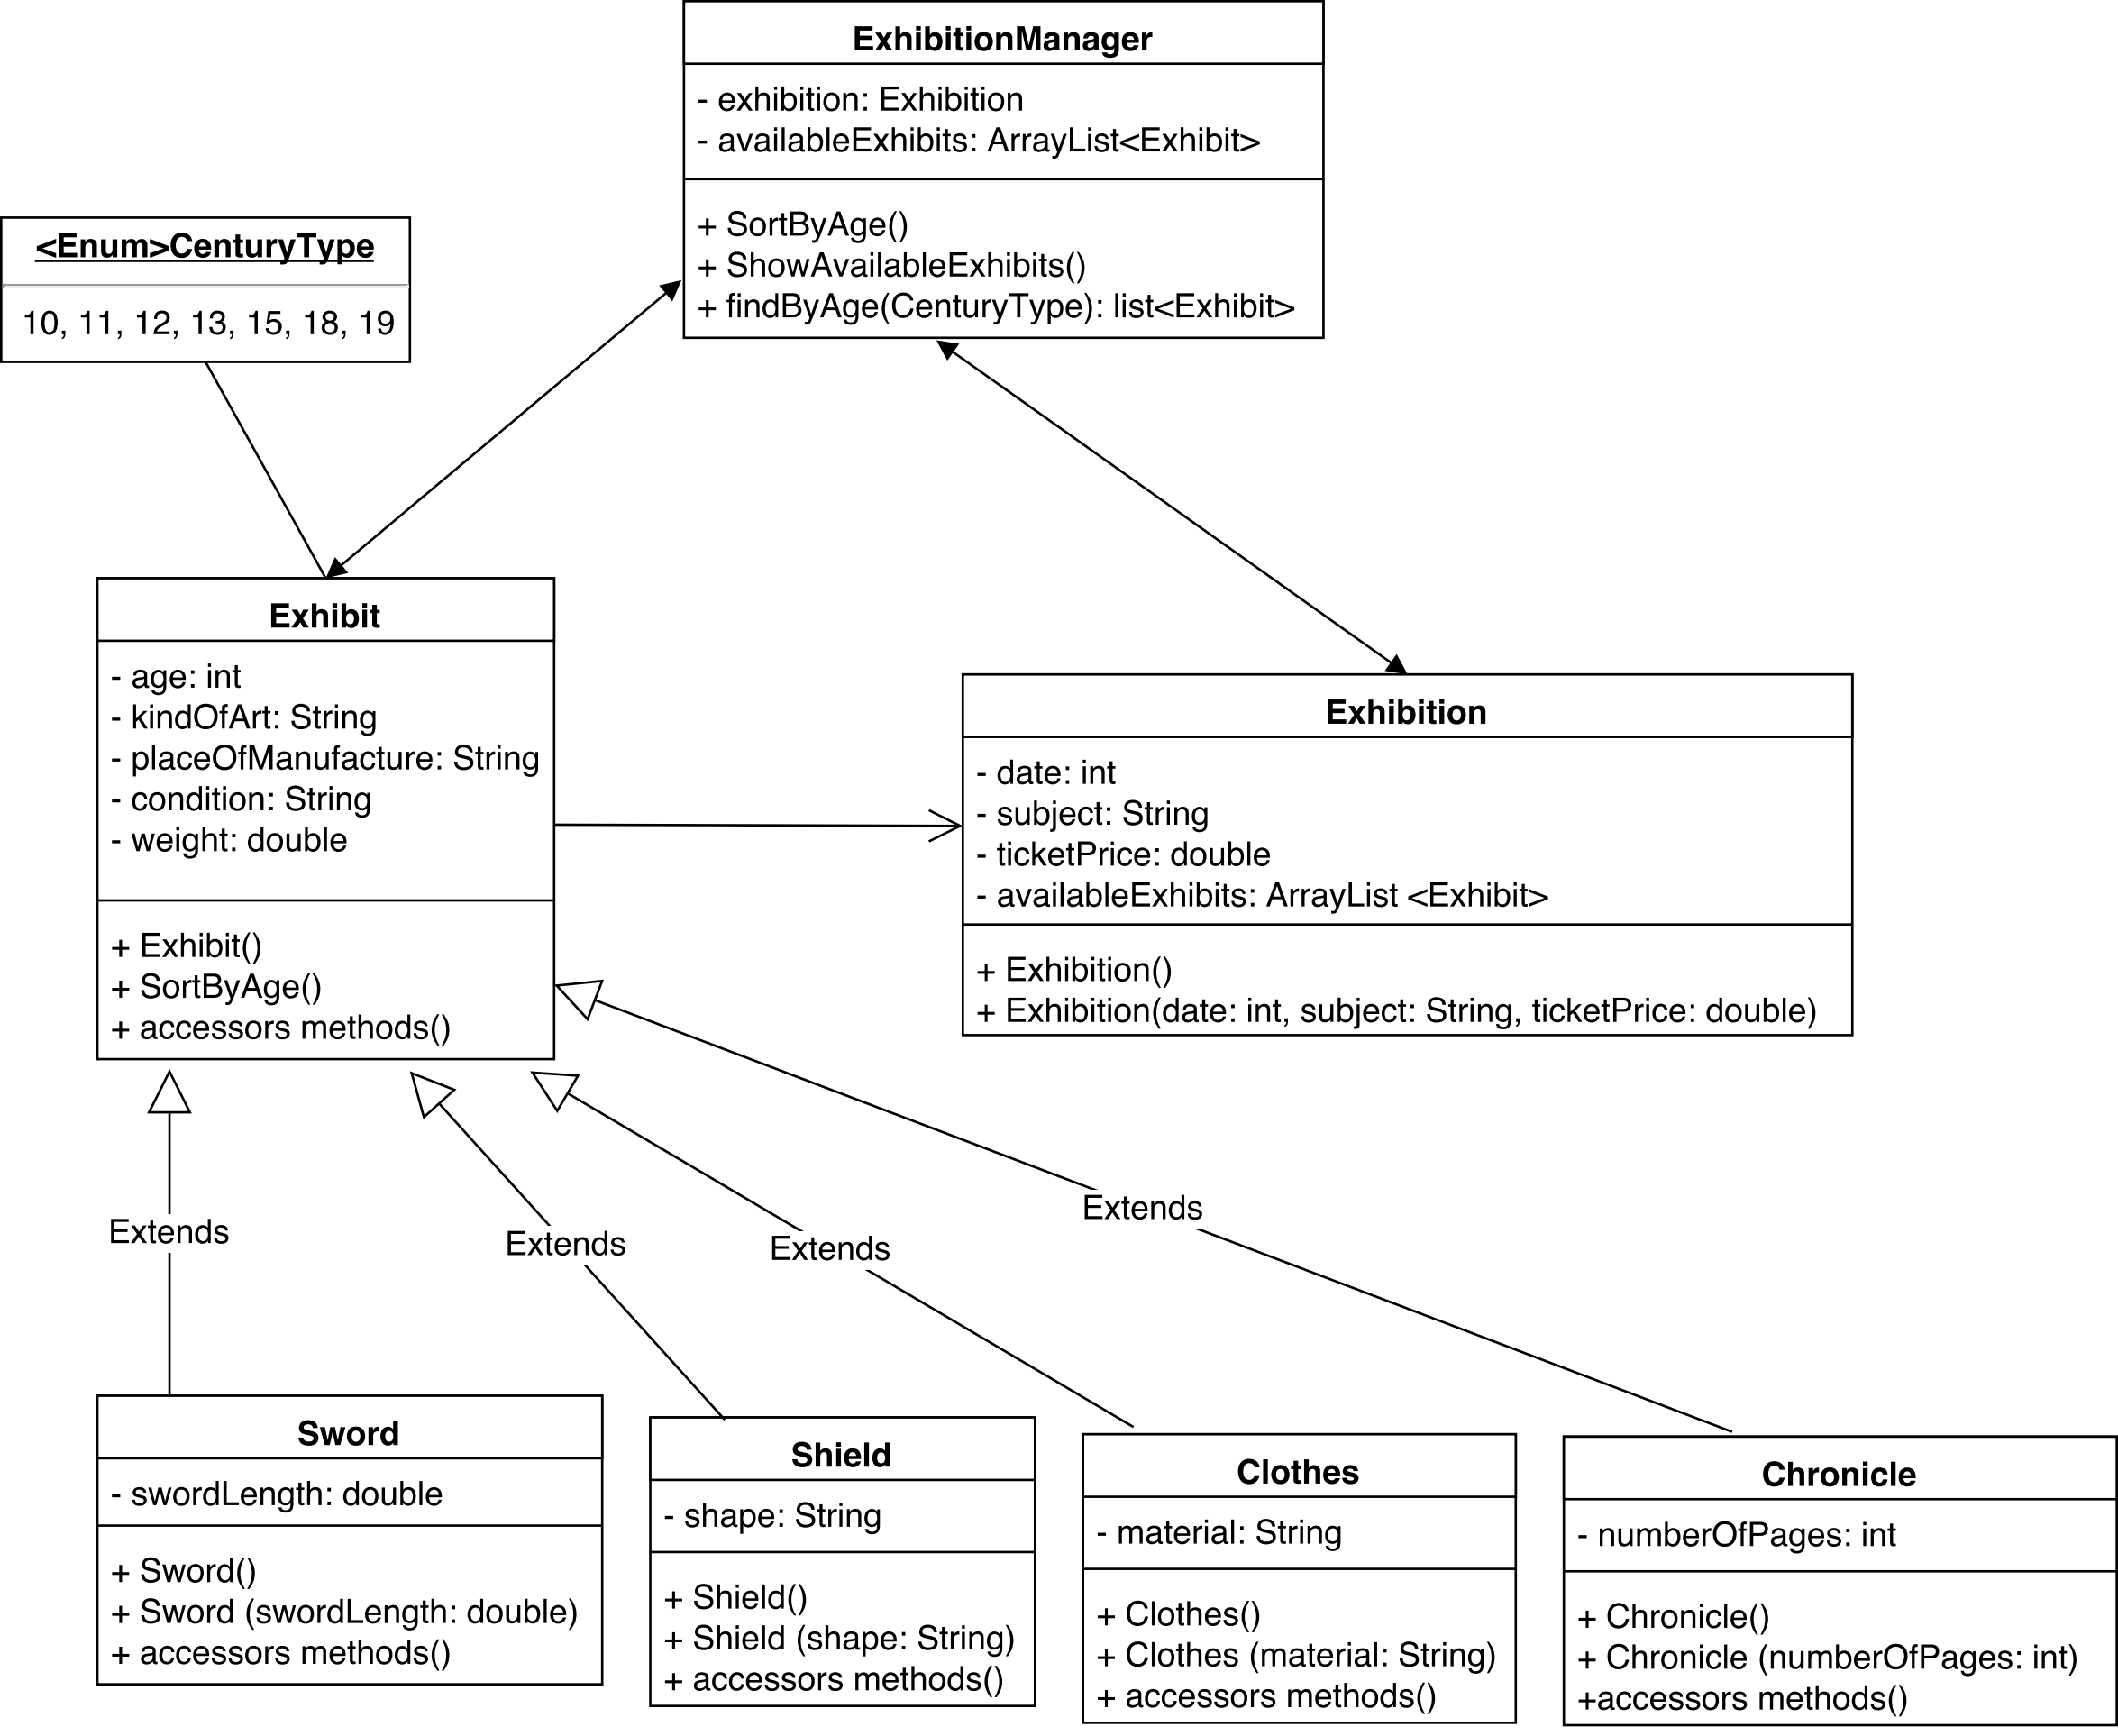 ExhibitionManager
- exhibition: Exhibition
- availableExhibits: ArrayList<Exhibit>
+ SortByAge()
+ ShowAvailableExhibits()
+ findByAge(CenturyType): list<Exhibit>
<Enum>CenturyType
10, 11, 12, 13, 15, 18, 19
Exhibit
- age: int
- kindOfArt: String
- placeOfManufacture: String
- condition: String
- weight: double
+ Exhibit()
+ SortByAge()
+ accessors methods()
Exhibition
- date: int
- subject: String
- ticketPrice: double
- availableExhibits: ArrayList <Exhibit>
+ Exhibition()
+ Exhibition(date: int, subject: String, ticketPrice: double)
Extends
Extends
Extends
Extends
Sword
- swordLength: double
+ Sword()
+ Sword (swordLength: double)
+ accessors methods()
Shield
- shape: String
+ Shield()
+ Shield (shape: String)
+ accessors methods()
Clothes
- material: String
+ Clothes()
+ Clothes (material: String)
+ accessors methods()
Chronicle
- numberOfPages: int
+ Chronicle()
+ Chronicle (numberOfPages: int)
+accessors methods()